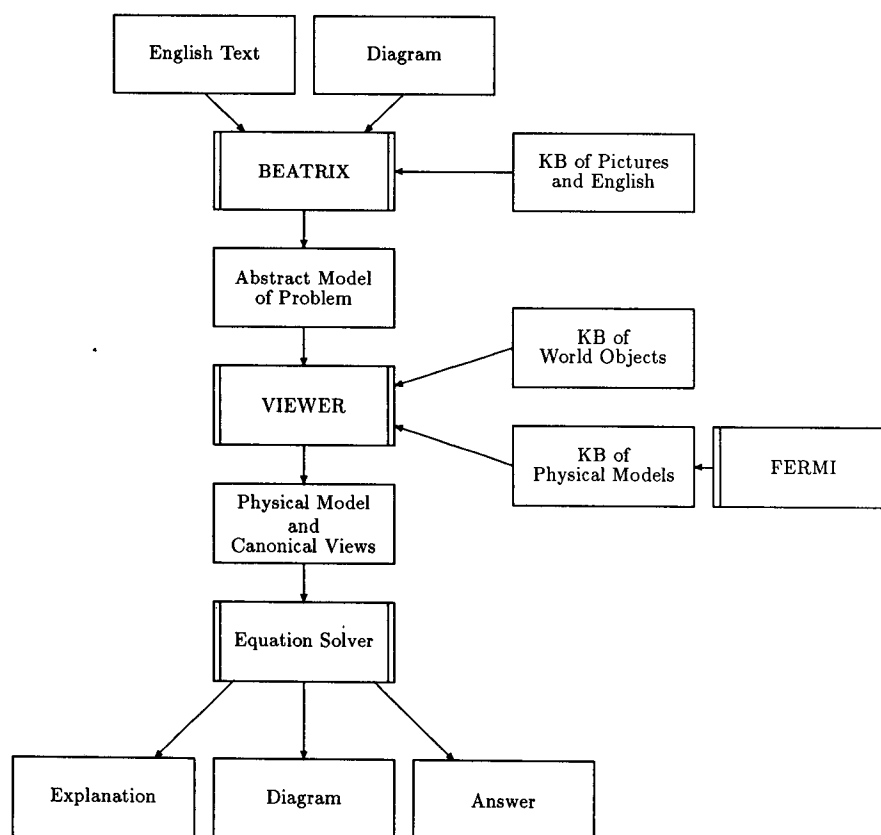 English Text
Diagram
BEATRIX
KB of Pictures
and English
Abstract Model
of Problem
KB of
World Objects
VIEWER
KB of
Physical Models
FERMI
Physical Model
and
Canonical Views
Equation Solver
Explanation
Diagram
Answer